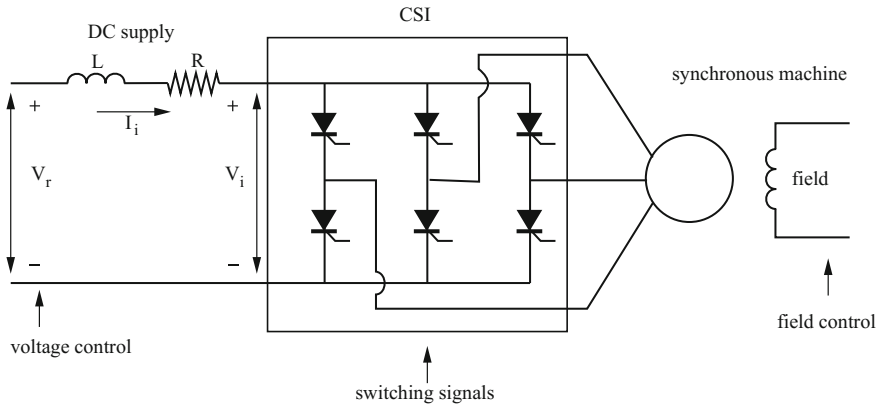 CSI
DC supply
L
R
synchronous machine
+
I i
+
V r
V i
field
−
−
voltage control
field control
switching signals